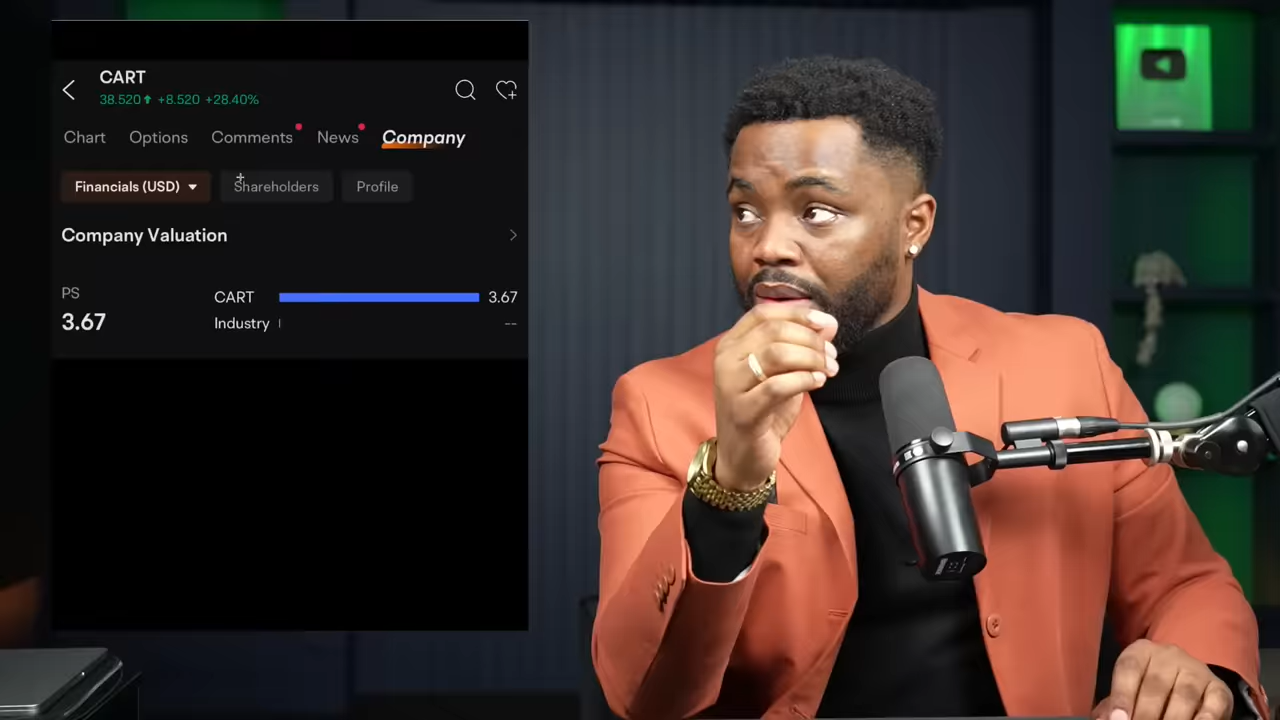 CART
38.520 +8.520 +28.40%
Chart Options Comments News Company
Financials (USD) Shareholders Profile
Company Valuation
PS
3.67
CART 3.67
Industry --